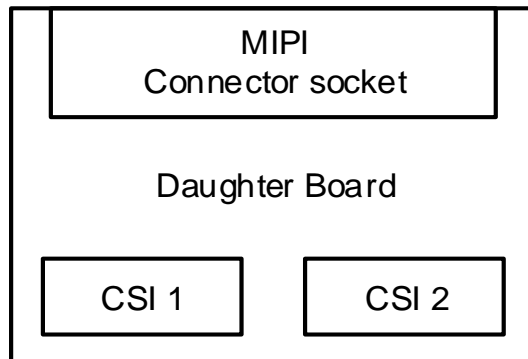 MIPI
Connector socket
Daughter Board
CSI 1
CSI 2